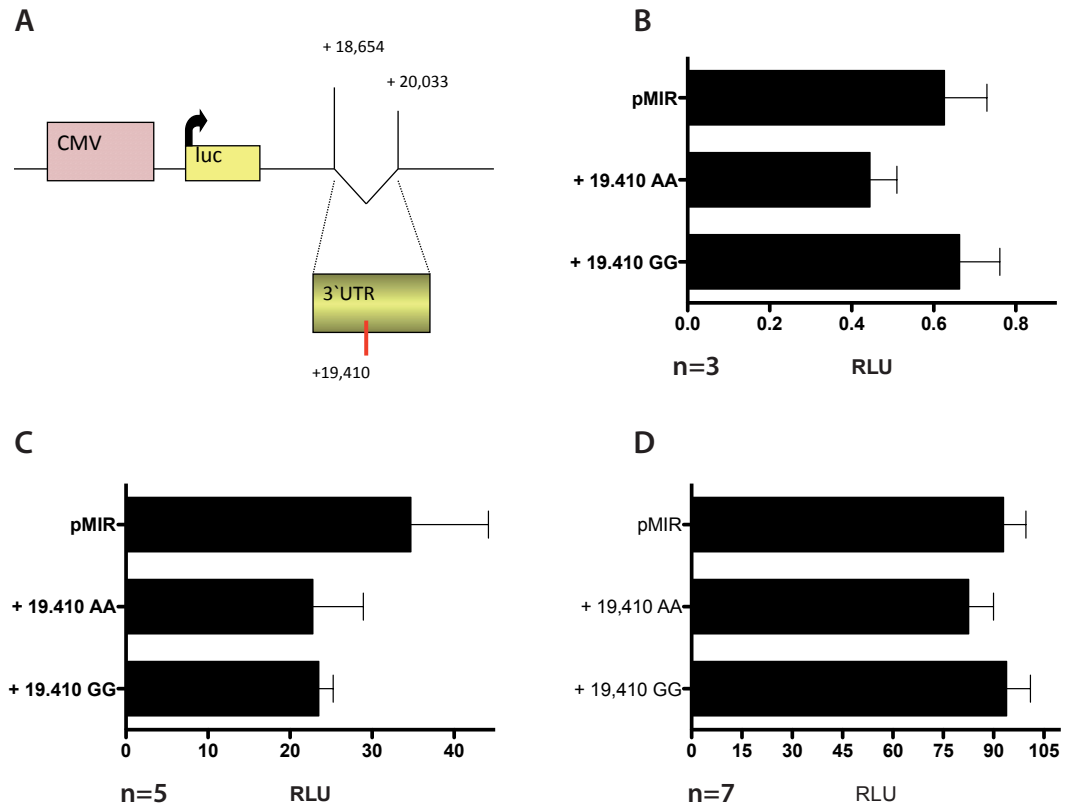 A
+ 18,654
+ 20,033
CMV
luc
3`UTR
+19,410
B
pMIR
+ 19.410 AA
+ 19.410 GG
0.0 0.2 0.4 0.6 0.8
n=3 RLU
C
pMIR
+ 19.410 AA
+ 19.410 GG
0 10 20 30 40
n=5 RLU
D
pMIR
+ 19,410 AA
+ 19,410 GG
0 15 30 45 60 75 90 105
n=7 RLU